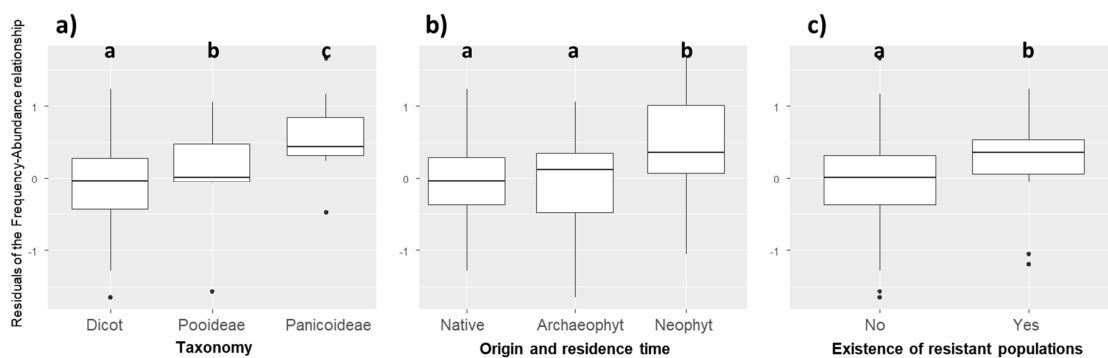 a)
b)
c)
a b c
a a b
a b
Residuals of the Frequency-Abundance relationship
1
0
-1
Dicot Pooideae Panicoideae
Taxonomy
1
0
-1
Native Archaeophyt Neophyt
Origin and residence time
1
0
-1
No Yes
Existence of resistant populations